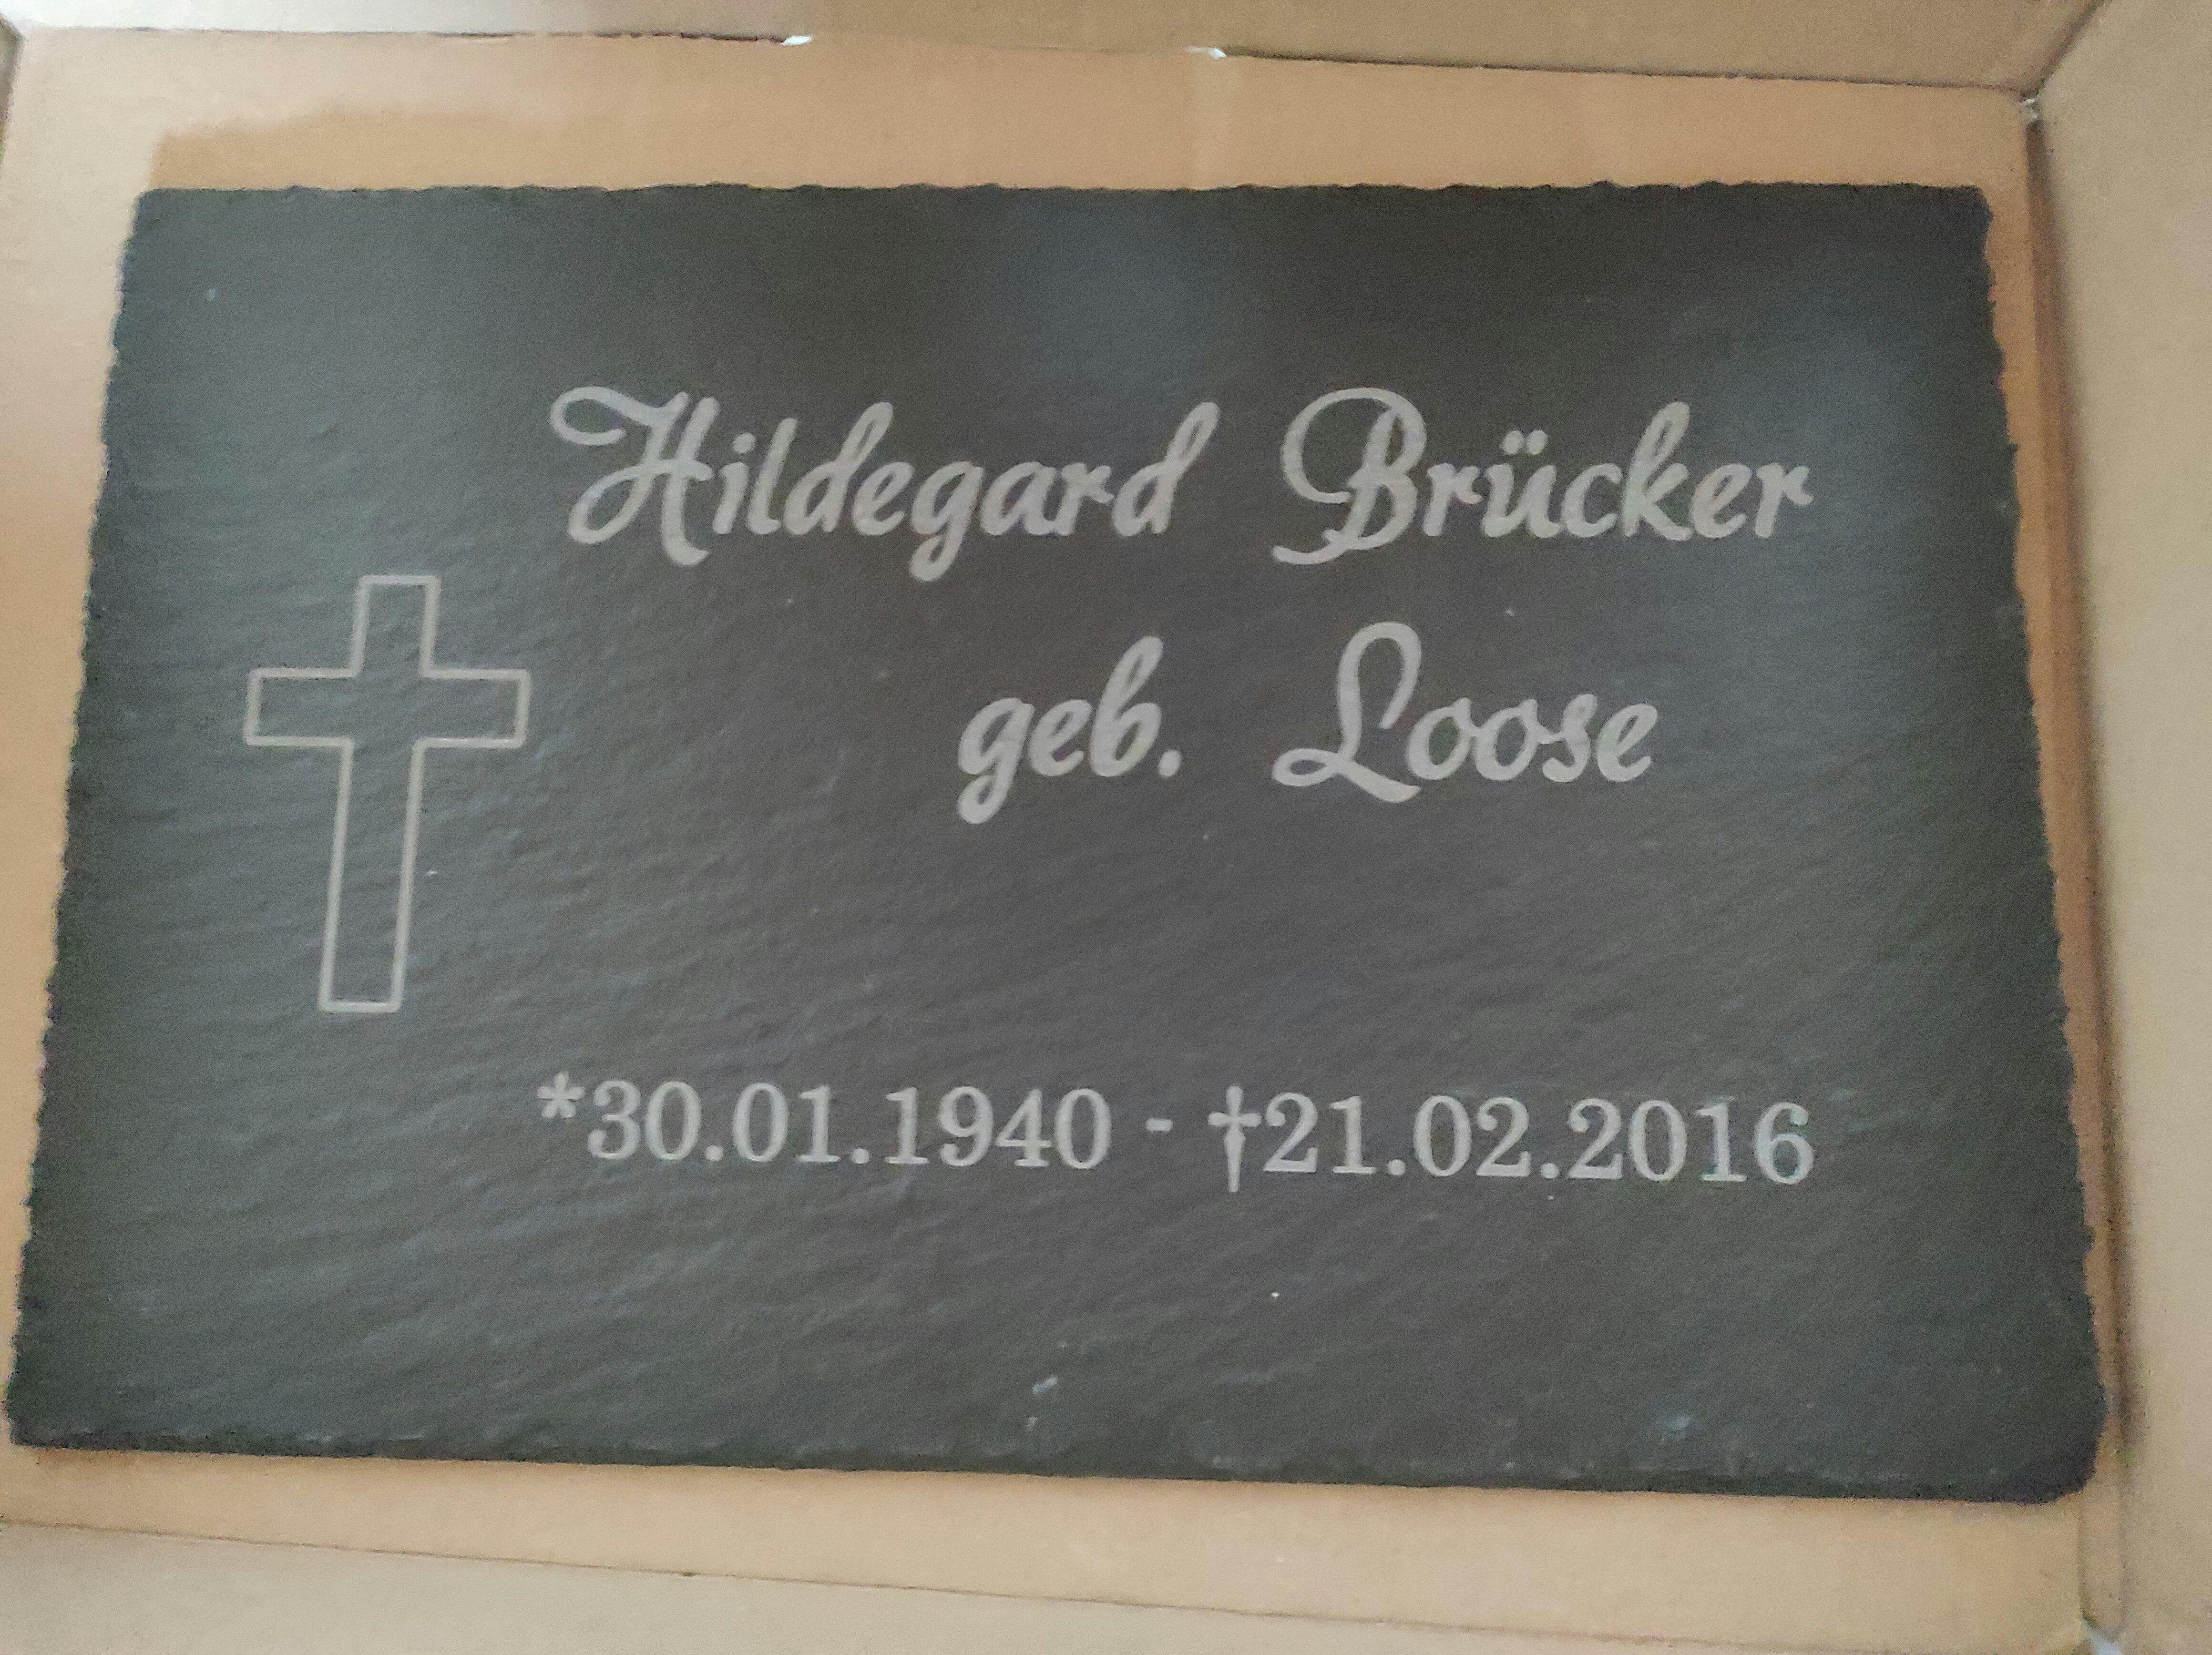 Hildegard Brücker
geb. Loose
*30.01.1940 - †21.02.2016